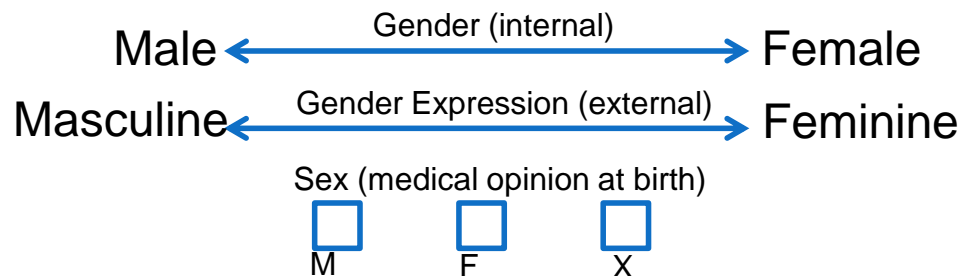 Gender (internal)
Male Female
Gender Expression (external)
Masculine Feminine
Sex (medical opinion at birth)
M F X